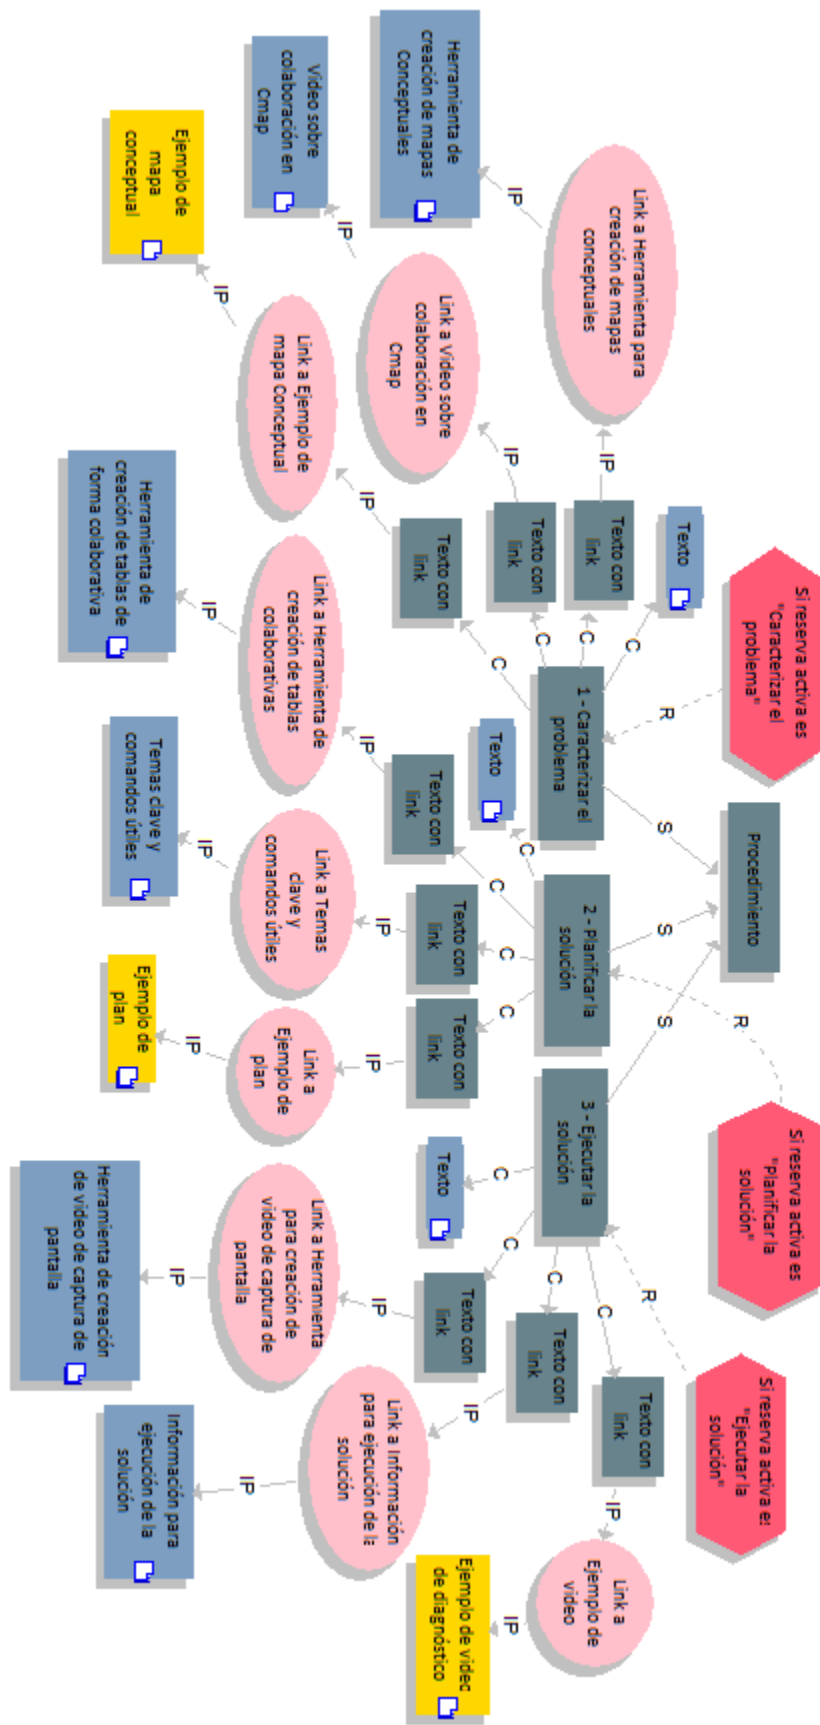 Si reserva activa es
"Caracterizar el
problema"
Procedimiento
Si reserva activa es
"Planificar la
solución"
Si reserva activa e:
"Ejecutar la
solución"
R
S
S
R
S
R
1 - Caracterizar el
problema
2 - Planificar la
solución
3 - Ejecutar la
solución
C
C
C
C
Texto
Texto con
link
Texto con
link
Texto con
link
C
C
C
C
Texto
Texto con
link
Texto con
link
Texto con
link
C
C
C
C
Texto
Texto con
link
Texto con
link
Texto con
link
IP
IP
IP
IP
IP
IP
IP
IP
IP
Link a Herramienta para
creación de mapas
conceptuales
Link a Video sobre
colaboración en
Cmap
Link a Ejemplo de
mapa Conceptual
Link a Herramienta de
creación de tablas
colaborativas
Link a Temas
clave y
comandos útiles
Link a
Ejemplo de
plan
Link a Herramienta
para creación de
video de captura de
pantalla
Link a Información
para ejecución de la
solución
Link a
Ejemplo de
video
IP
IP
IP
IP
IP
IP
IP
IP
IP
Herramienta de
creación de mapas
Conceptuales
Video sobre
colaboración en
Cmap
Ejemplo de
mapa
conceptual
Herramienta de
creación de tablas de
forma colaborativa
Temas clave y
comandos útiles
Ejemplo de
plan
Herramienta de creación
de video de captura de
pantalla
Información para
ejecución de la
solución
Ejemplo de videc
de diagnóstico